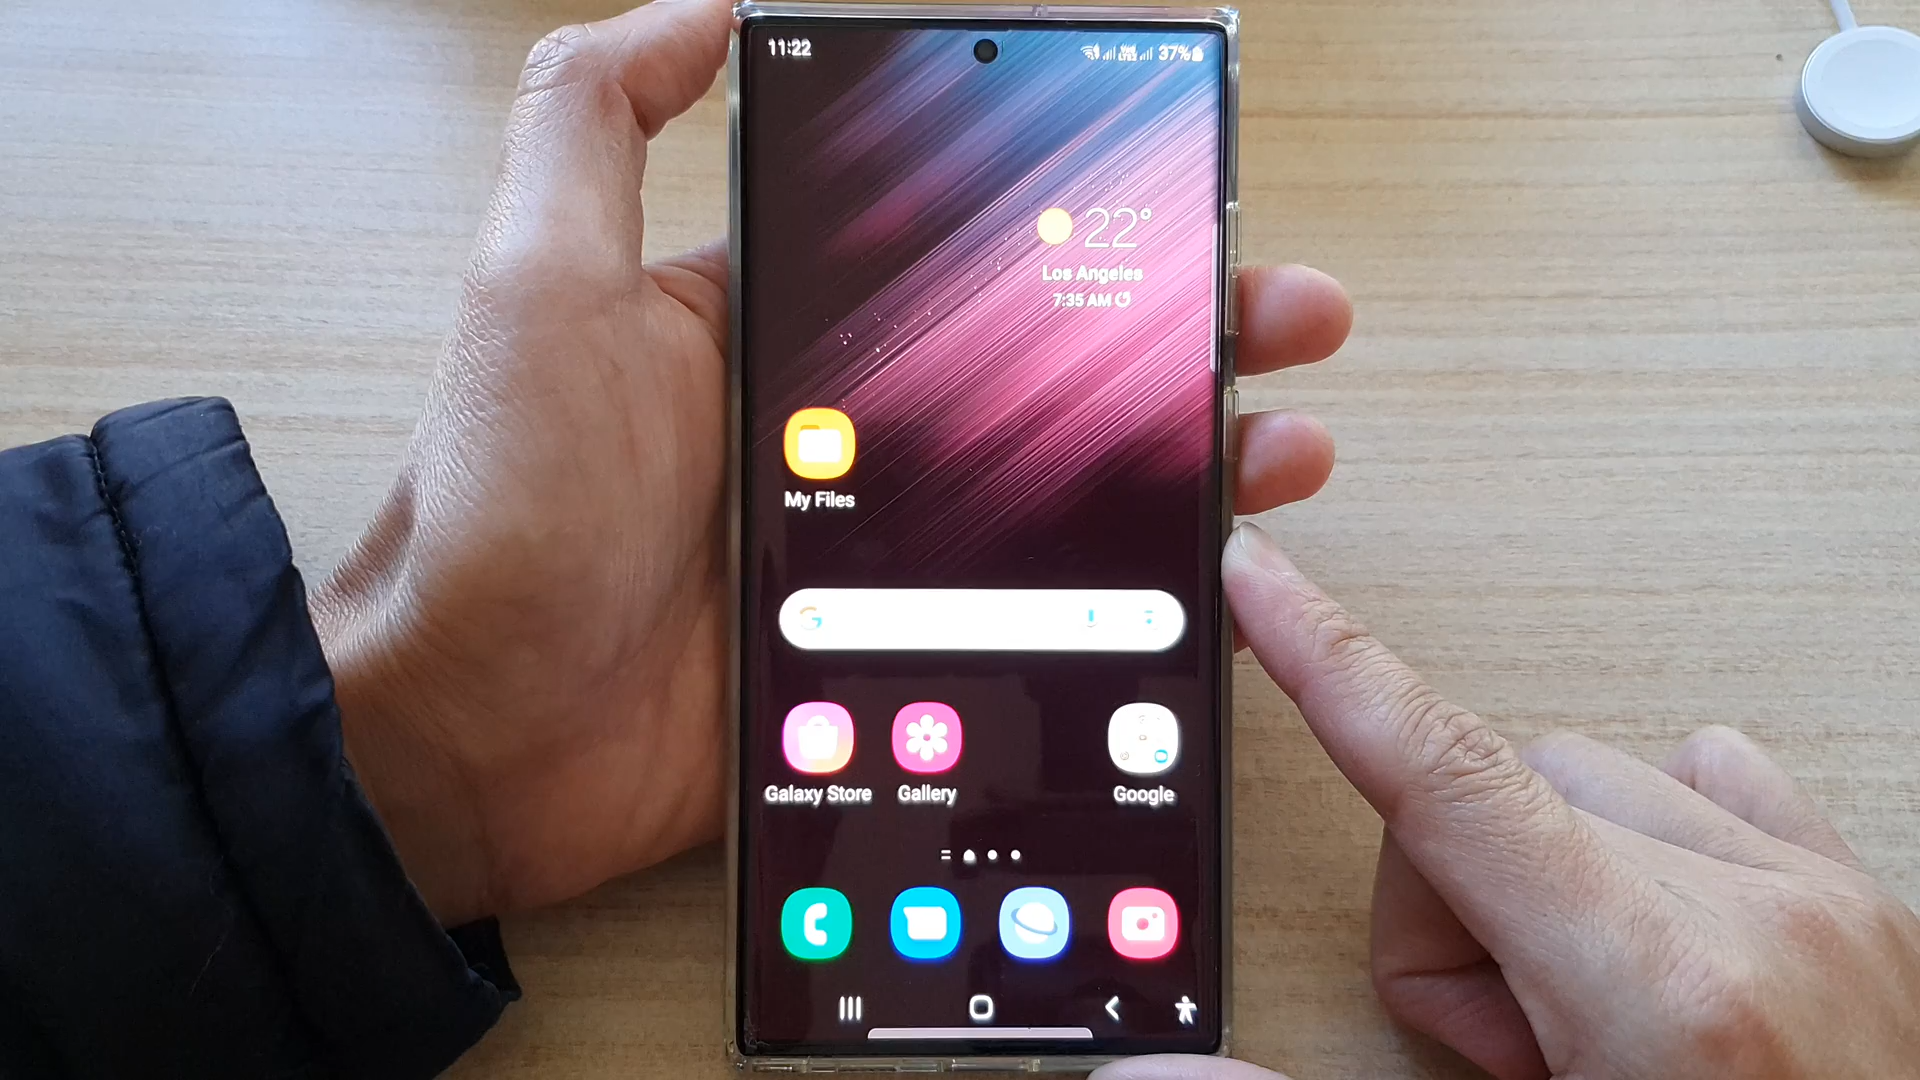 11:22
37%
22°
Los Angeles
7:35 AM
My Files
G
Galaxy Store
Gallery
Google